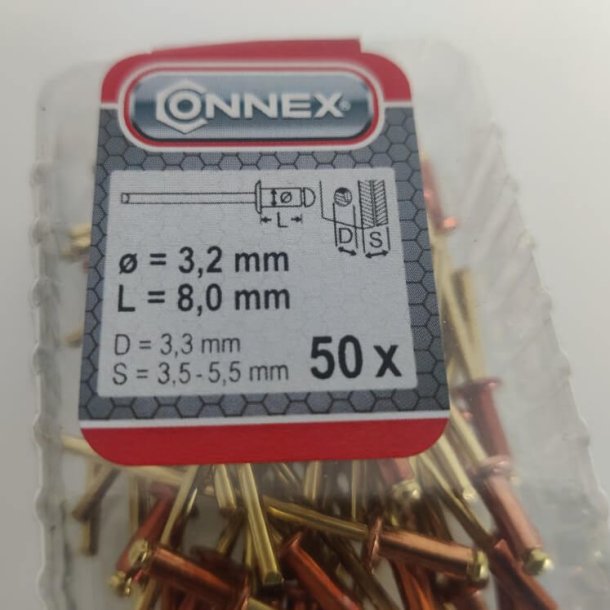 CONNEX®
ø
L
D S
ø = 3,2 mm
L = 8,0 mm
D = 3,3 mm
S = 3,5 - 5,5 mm
50 x